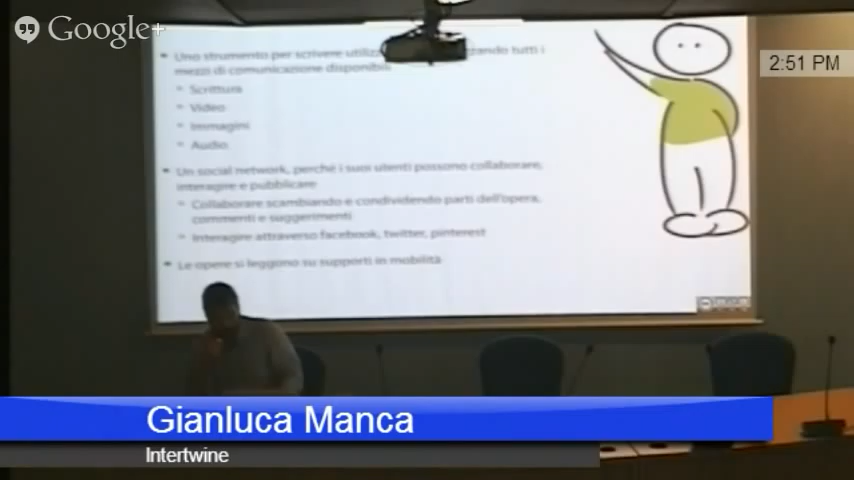 Google+
2:51 PM
Uno strumento per scrivere utilizz zando tutti i
mezzi di comunicazione disponibili
Scrittura
Video
Immagini
Audio
Un social network, perché i suoi utenti possono collaborare,
interagire e pubblicare
Collaborare scambiando e condividendo parti dell'opera,
commenti e suggerimenti
Interagire attraverso facebook, twitter, pinterest
Le opere si leggono su supporti in mobilità
Gianluca Manca
Intertwine